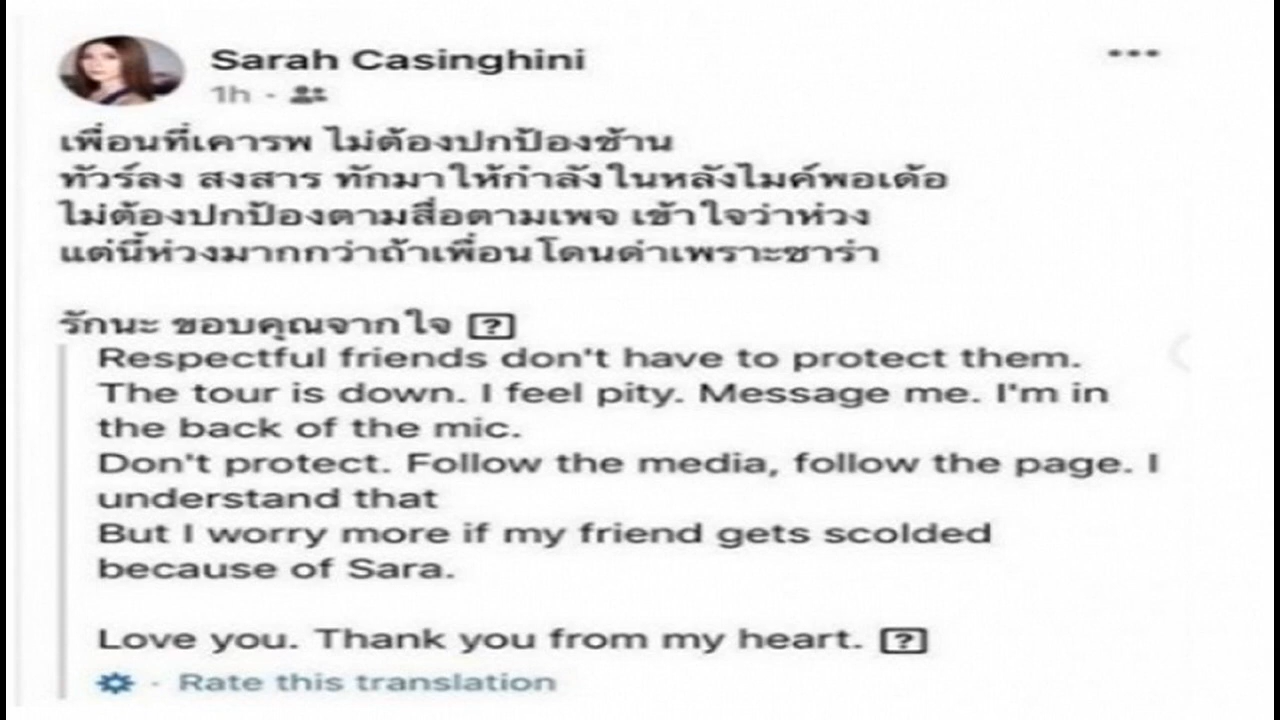 Sarah Casinghini
1h ·
เพื่อนที่เคารพ ไม่ต้องปกป้องช้าน
ทัวร์ลง สงสาร ทักมาให้กำลังในหลังไมค์พอเด้อ
ไม่ต้องปกป้องตามสื่อตามเพจ เข้าใจว่าห่วง
แต่นี้ห่วงมากกว่าถ้าเพื่อนโดนด่าเพราะซาร่า
รักนะ ขอบคุณจากใจ
Respectful friends don't have to protect them.
The tour is down. I feel pity. Message me. I'm in
the back of the mic.
Don't protect. Follow the media, follow the page. I
understand that
But I worry more if my friend gets scolded
because of Sara.
Love you. Thank you from my heart.
· Rate this translation